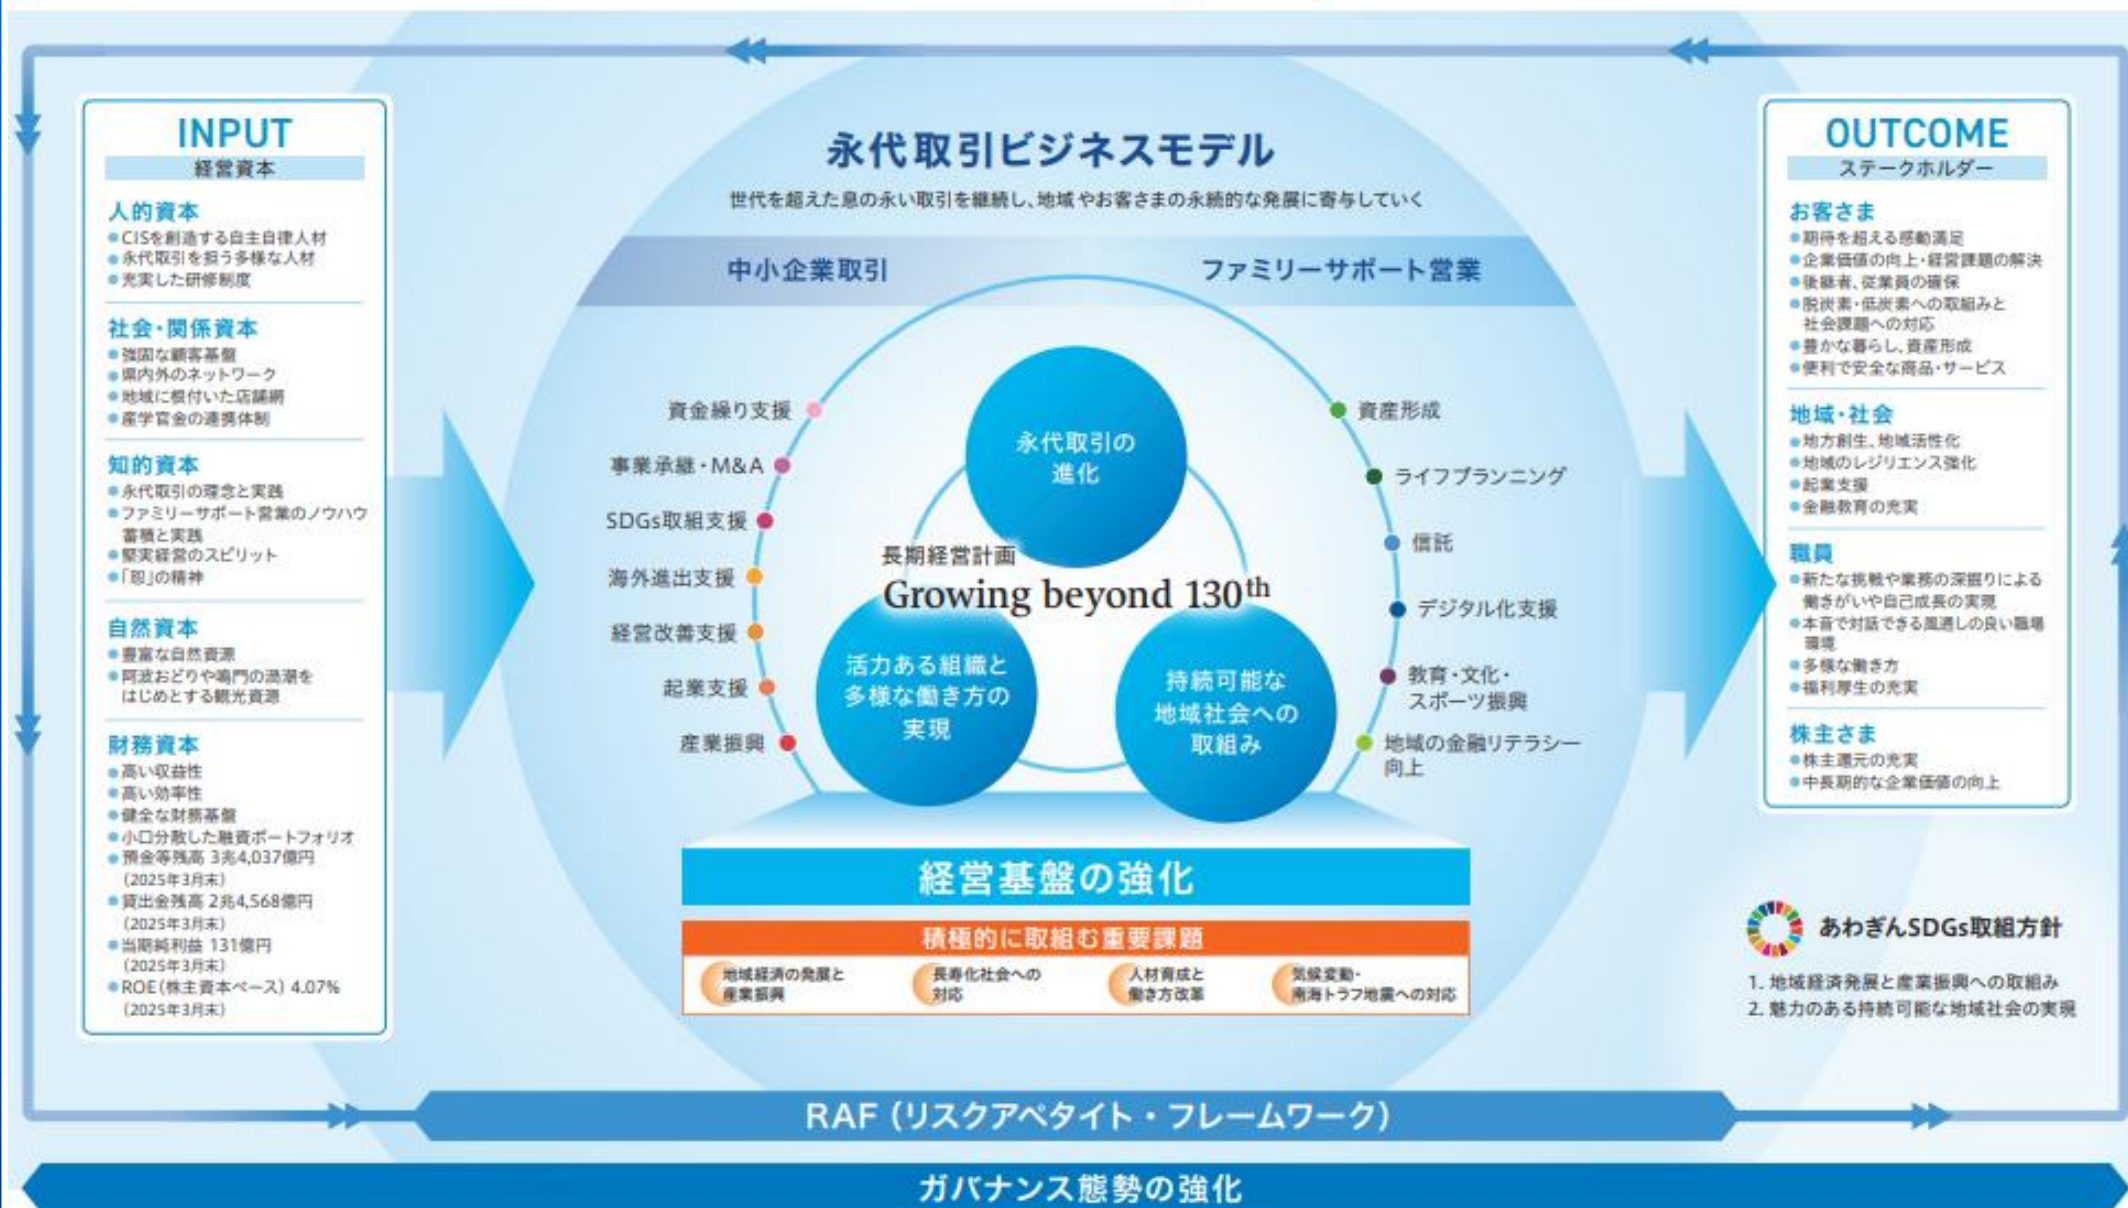 INPUT
経営資本
人的資本
●CISを創造する自主自律人材
●永代取引を担う多様な人材
●充実した研修制度
社会・関係資本
●強固な顧客基盤
●県内外のネットワーク
●地域に根付いた店舗網
●産学官金の連携体制
知的資本
●永代取引の理念と実践
●ファミリーサポート営業のノウハウ
蓄積と実践
●堅実経営のスピリット
●「恕」の精神
自然資本
●豊富な自然資源
●阿波おどりや鳴門の渦潮を
はじめとする観光資源
財務資本
●高い収益性
●高い効率性
●健全な財務基盤
●小口分散した融資ポートフォリオ
●預金等残高 3兆4,037億円
(2025年3月末)
●貸出金残高 2兆4,568億円
(2025年3月末)
●当期純利益 131億円
(2025年3月末)
●ROE(株主資本ベース) 4.07%
(2025年3月末)
永代取引ビジネスモデル
世代を超えた息の永い取引を継続し、地域やお客さまの永続的な発展に寄与していく
中小企業取引
ファミリーサポート営業
資金繰り支援
事業承継・M&A
SDGs取組支援
海外進出支援
経営改善支援
起業支援
産業振興
永代取引の
進化
長期経営計画
Growing beyond 130th
活力ある組織と
多様な働き方の
実現
持続可能な
地域社会への
取組み
資産形成
ライフプランニング
信託
デジタル化支援
教育・文化・
スポーツ振興
地域の金融リテラシー
向上
経営基盤の強化
積極的に取組む重要課題
地域経済の発展と
産業振興
長寿化社会への
対応
人材育成と
働き方改革
気候変動・
南海トラフ地震への対応
OUTCOME
ステークホルダー
お客さま
●期待を超える感動満足
●企業価値の向上・経営課題の解決
●後継者、従業員の確保
●脱炭素・低炭素への取組みと
社会課題への対応
●豊かな暮らし、資産形成
●便利で安全な商品・サービス
地域・社会
●地方創生、地域活性化
●地域のレジリエンス強化
●起業支援
●金融教育の充実
職員
●新たな挑戦や業務の深掘りによる
働きがいや自己成長の実現
●本音で対話できる風通しの良い職場
環境
●多様な働き方
●福利厚生の充実
株主さま
●株主還元の充実
●中長期的な企業価値の向上
あわぎんSDGs取組方針
1. 地域経済発展と産業振興への取組み
2. 魅力のある持続可能な地域社会の実現
RAF (リスクアペタイト・フレームワーク)
ガバナンス態勢の強化